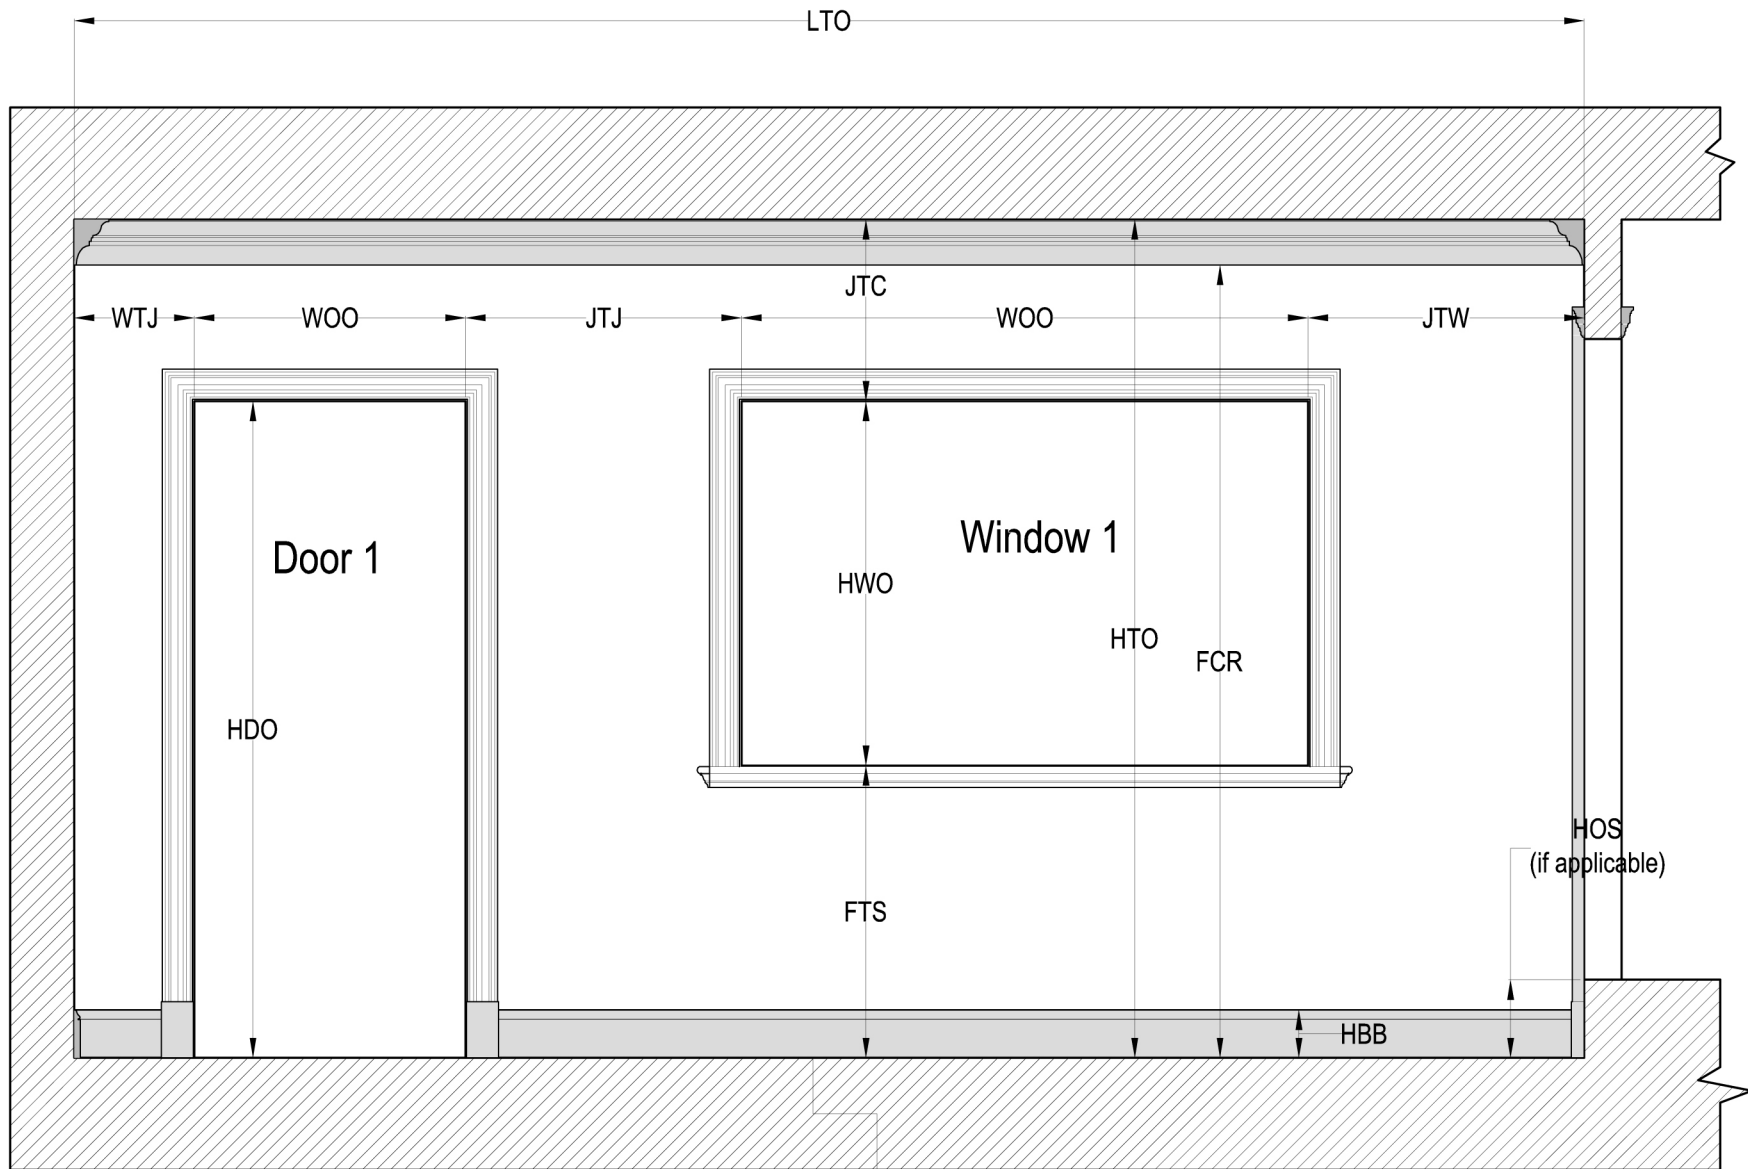 LTO
JTC
WTJ
WOO
JTJ
WOO
JTW
Door 1
Window 1
HWO
HTO
FCR
HDO
HOS
(if applicable)
FTS
HBB